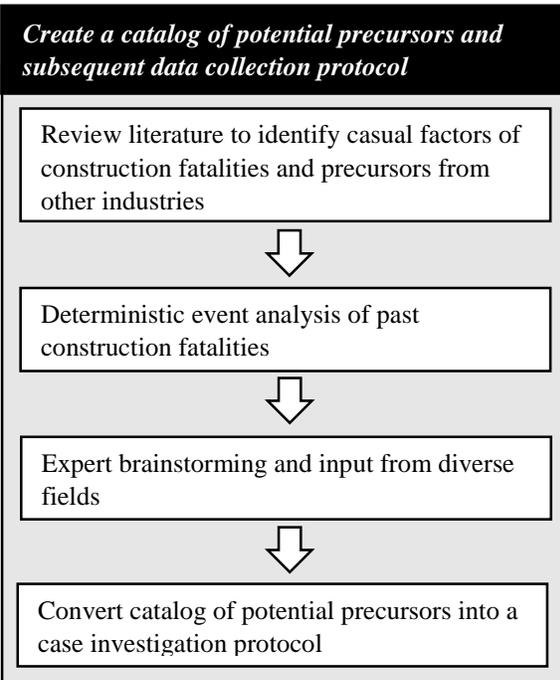 Create a catalog of potential precursors and
subsequent data collection protocol
Review literature to identify casual factors of
construction fatalities and precursors from
other industries
Deterministic event analysis of past
construction fatalities
Expert brainstorming and input from diverse
fields
Convert catalog of potential precursors into a
case investigation protocol